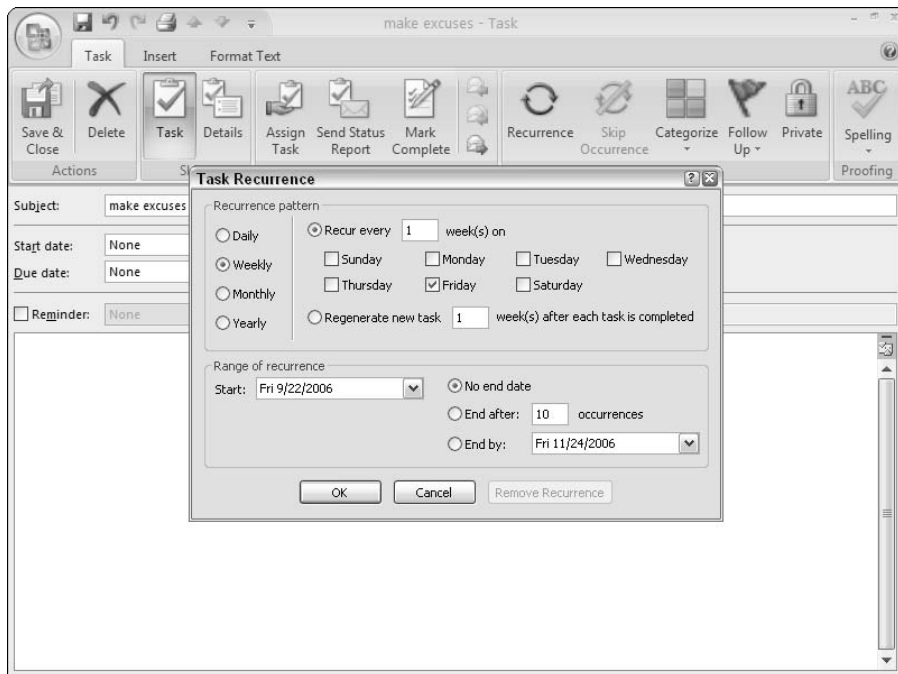 make excuses - Task
Task Insert Format Text
Save & Close
Delete
Task
Details
Assign Task
Send Status Report
Mark Complete
Recurrence
Skip Occurrence
Categorize
Follow Up
Private
ABC
Spelling
Actions
Proofing
Subject: make excuses
Start date: None
Due date: None
Reminder: None
Task Recurrence
Recurrence pattern
Daily
Weekly
Monthly
Yearly
Recur every 1 week(s) on
Sunday Monday Tuesday Wednesday
Thursday Friday Saturday
Regenerate new task 1 week(s) after each task is completed
Range of recurrence
Start: Fri 9/22/2006
No end date
End after: 10 occurrences
End by: Fri 11/24/2006
OK Cancel Remove Recurrence